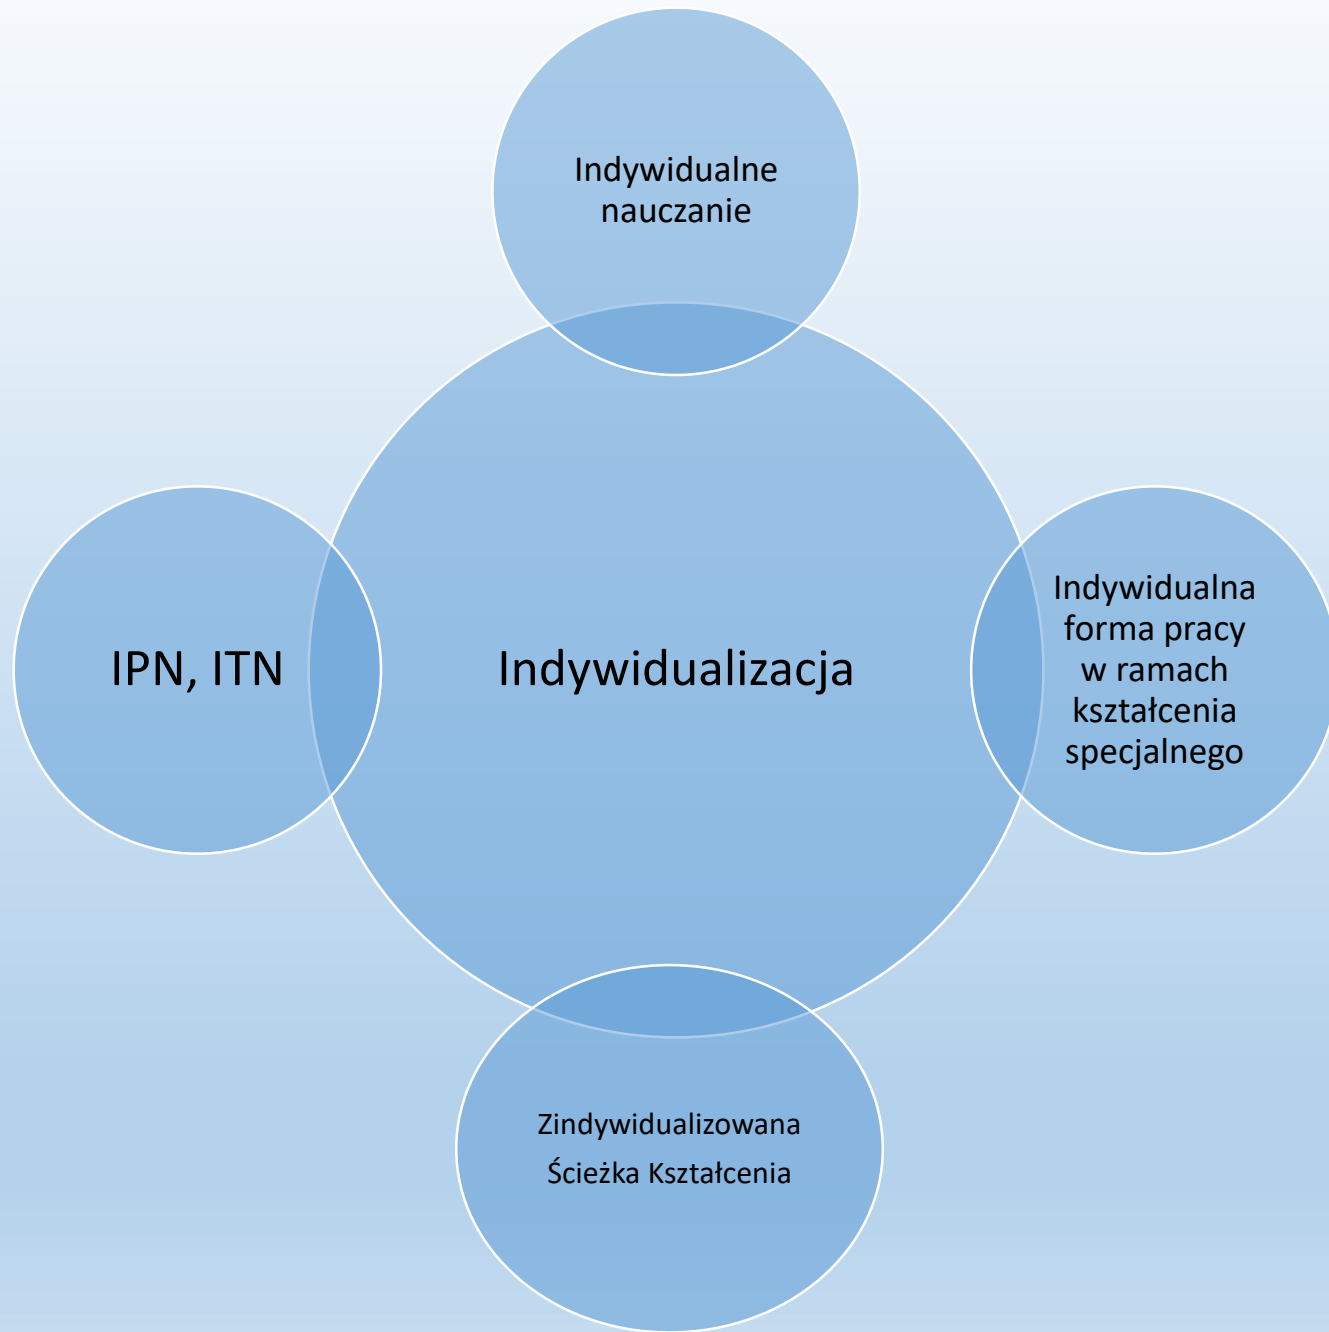 Indywidualne
nauczanie
IPN, ITN
Indywidualizacja
Indywidualna
forma pracy
w ramach
kształcenia
specjalnego
Zindywidualizowana
Ścieżka Kształcenia